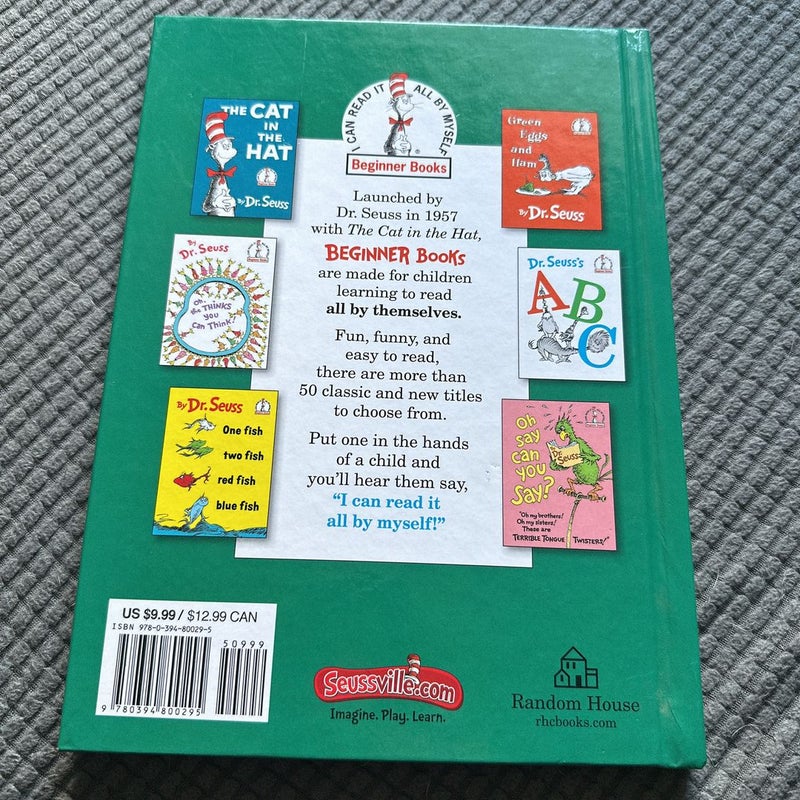 I CAN READ IT ALL BY MYSELF
Beginner Books
THE CAT
IN THE
HAT
By Dr. Seuss
Green
Eggs
and
Ham
By Dr. Seuss
Launched by
Dr. Seuss in 1957
with The Cat in the Hat,
BEGINNER BOOKS
are made for children
learning to read
all by themselves.
Fun, funny, and
easy to read,
there are more than
50 classic and new titles
to choose from.
Put one in the hands
of a child and
you'll hear them say,
“I can read it
all by myself!”
By
Dr. Seuss
Oh,
the THINKS
you
can Think!
Dr. Seuss's
A
B
C
By Dr. Seuss
One fish
two fish
red fish
blue fish
Oh
say
can
you
SAY?
Dr.
Seuss
"Oh my brothers!
Oh my sisters!
These are
TERRIBLE TONGUE TWISTERS!"
US $9.99 / $12.99 CAN
ISBN 978-0-394-80029-5
50999
9 780394 800295
Seussville.com
Imagine. Play. Learn.
Random House
rhcbooks.com